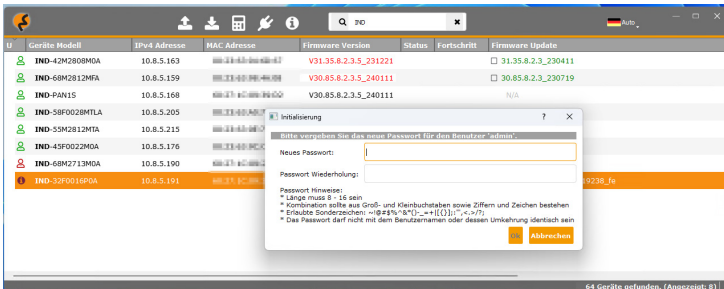 IND
Auto
U Geräte Modell IPv4 Adresse MAC Adresse Firmware Version Status Fortschritt Firmware Update
IND-42M2808M0A 10.8.5.163 V31.35.8.2.3.5_231221 31.35.8.2.3_230411
IND-68M2812MFA 10.8.5.159 V30.85.8.2.3.5_240111 30.85.8.2.3_230719
IND-PAN1S 10.8.5.168 V30.85.8.2.3.5_240111 N/A
IND-58F0028MTLA 10.8.5.205
IND-55M2812MTA 10.8.5.215
IND-45F0022M0A 10.8.5.176
IND-68M2713M0A 10.8.5.190
IND-32F0016P0A 10.8.5.191 19238_fe
Initialisierung ? X
Bitte vergeben Sie das neue Passwort für den Benutzer 'admin'.
Neues Passwort:
Passwort Wiederholung:
Passwort Hinweise:
* Länge muss 8 - 16 sein
* Kombination sollte aus Groß- und Kleinbuchstaben sowie Ziffern und Zeichen bestehen
* Erlaubte Sonderzeichen: ~!@#$%^&*()-_=+|[{}];:'",<.>/?;
* Das Passwort darf nicht mit dem Benutzernamen oder dessen Umkehrung identisch sein
Ok Abbrechen
64 Geräte gefunden. (Angezeigt: 8)